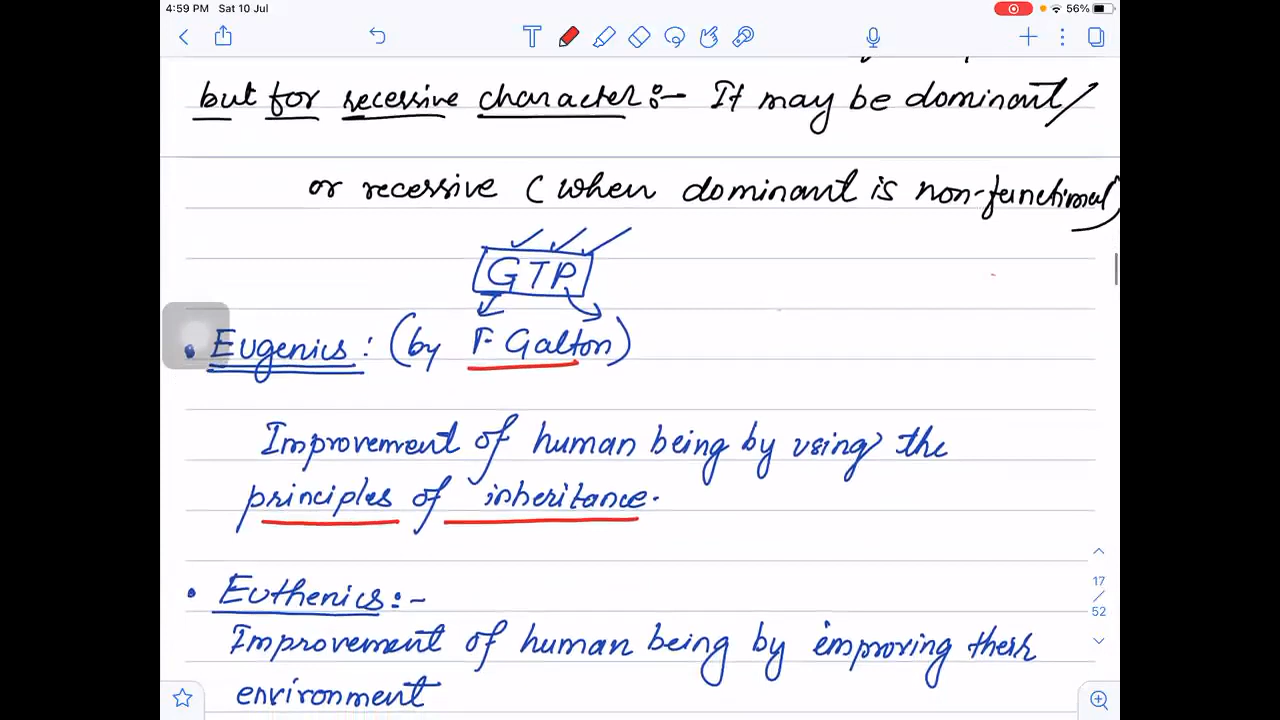 4:59 PM Sat 10 Jul 56%
but for recessive character:- It may be dominant/
or recessive (when dominant is non-functional)
GTP
• Eugenics: (by F. Galton)
Improvement of human being by using the
principles of inheritance.
• Euthenics:-
Improvement of human being by improving their
environment
17
/
52